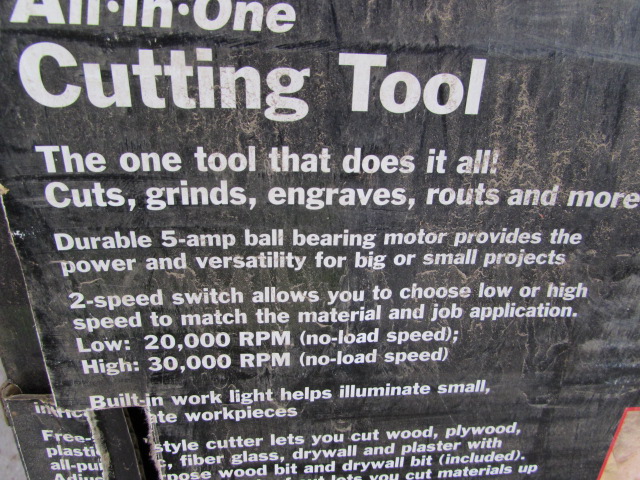 All·In·One
Cutting Tool
The one tool that does it all!
Cuts, grinds, engraves, routs and more
Durable 5-amp ball bearing motor provides the
power and versatility for big or small projects
2-speed switch allows you to choose low or high
speed to match the material and job application.
Low: 20,000 RPM (no-load speed);
High: 30,000 RPM (no-load speed)
Built-in work light helps illuminate small,
workpieces
style cutter lets you cut wood, plywood,
fiber glass, drywall and plaster with
wood bit and drywall bit (included).
lets you cut materials up